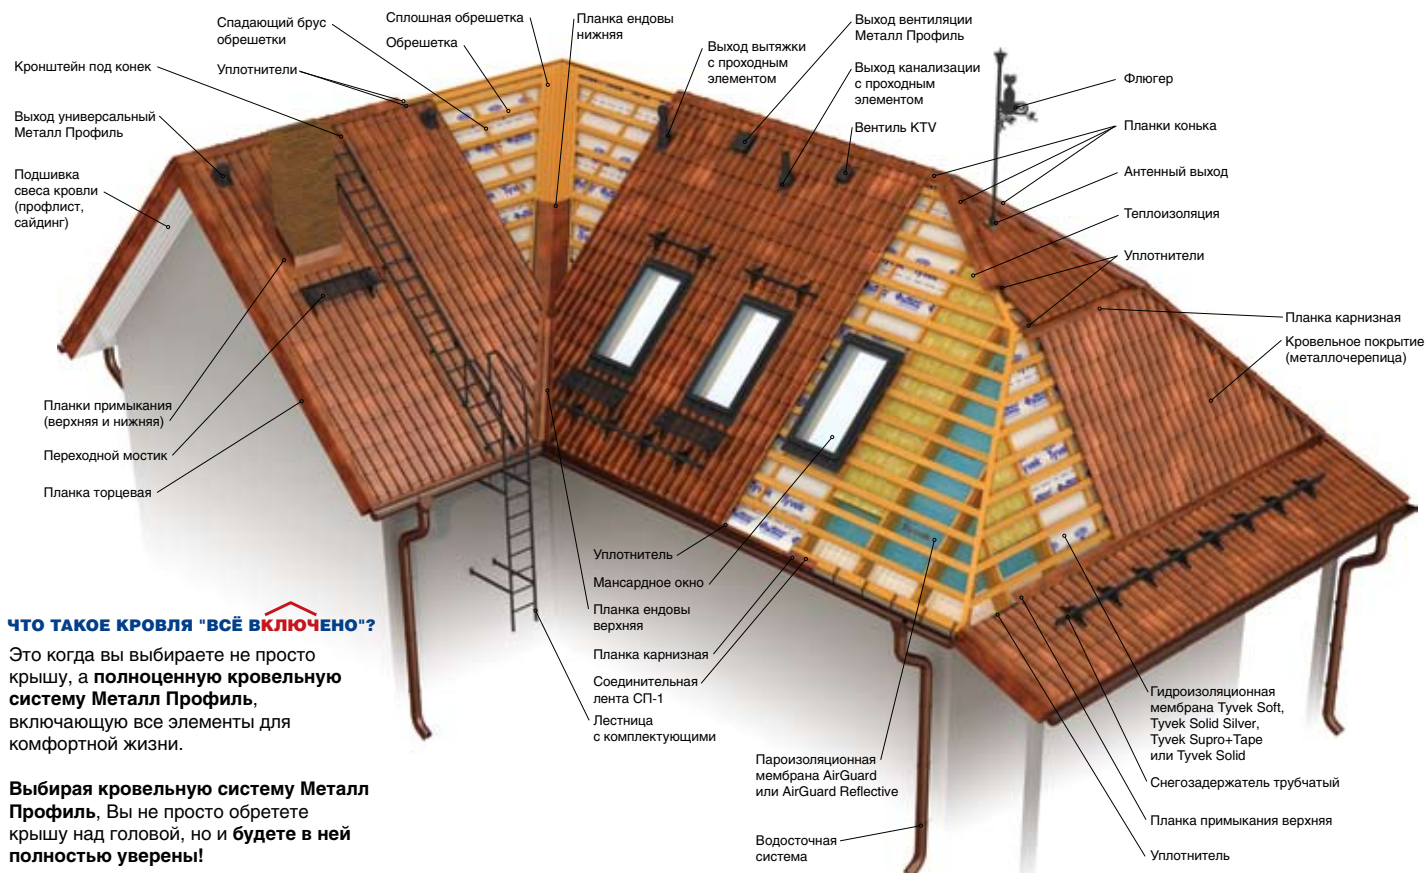 Спадающий брус
обрешетки
Сплошная обрешетка
Обрешетка
Планка ендовы
нижняя
Выход вентиляции
Металл Профиль
Выход вытяжки
с проходным
элементом
Кронштейн под конек
Уплотнители
Выход канализации
с проходным
элементом
Флюгер
Выход универсальный
Металл Профиль
Вентиль KTV
Планки конька
Подшивка
свеса кровли
(профлист,
сайдинг)
Антенный выход
Теплоизоляция
Уплотнители
Планка карнизная
Кровельное покрытие
(металлочерепица)
Планки примыкания
(верхняя и нижняя)
Переходной мостик
Планка торцевая
Уплотнитель
Мансардное окно
Планка ендовы
верхняя
Планка карнизная
Соединительная
лента СП-1
Лестница
с комплектующими
ЧТО ТАКОЕ КРОВЛЯ "ВСЁ ВКЛЮЧЕНО"?
Это когда вы выбираете не просто
крышу, а полноценную кровельную
систему Металл Профиль,
включающую все элементы для
комфортной жизни.
Выбирая кровельную систему Металл
Профиль, Вы не просто обретете
крышу над головой, но и будете в ней
полностью уверены!
Пароизоляционная
мембрана AirGuard
или AirGuard Reflective
Водосточная
система
Гидроизоляционная
мембрана Tyvek Soft,
Tyvek Solid Silver,
Tyvek Supro+Tape
или Tyvek Solid
Снегозадержатель трубчатый
Планка примыкания верхняя
Уплотнитель